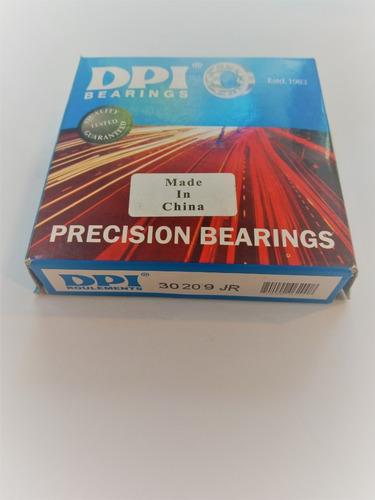 DPI®
BEARINGS
Estd. 1983
QUALITY
TESTED
GUARANTEED
Made
In
China
PRECISION BEARINGS
DPI®
ROULEMENTS
30209 JR